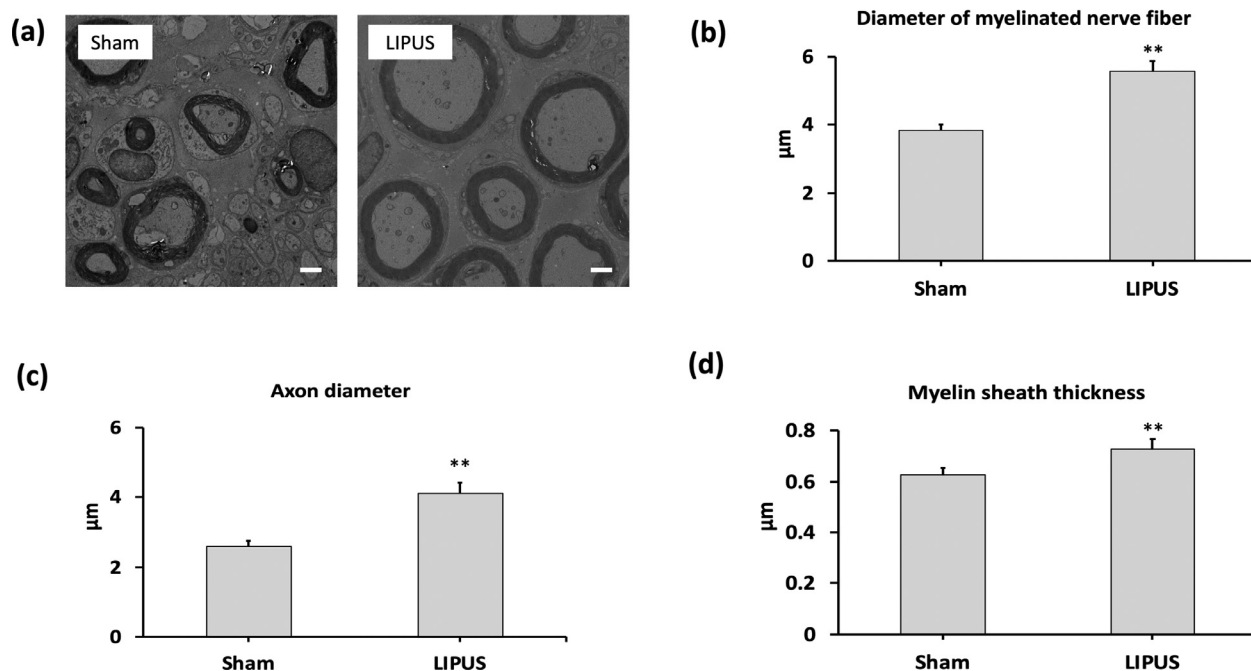 (a)
Sham
LIPUS
(b)
Diameter of myelinated nerve fiber
6
4
2
0
µm
**
Sham
LIPUS
(c)
Axon diameter
6
4
2
0
µm
**
Sham
LIPUS
(d)
Myelin sheath thickness
0.8
0.6
0.4
0.2
0
µm
**
Sham
LIPUS